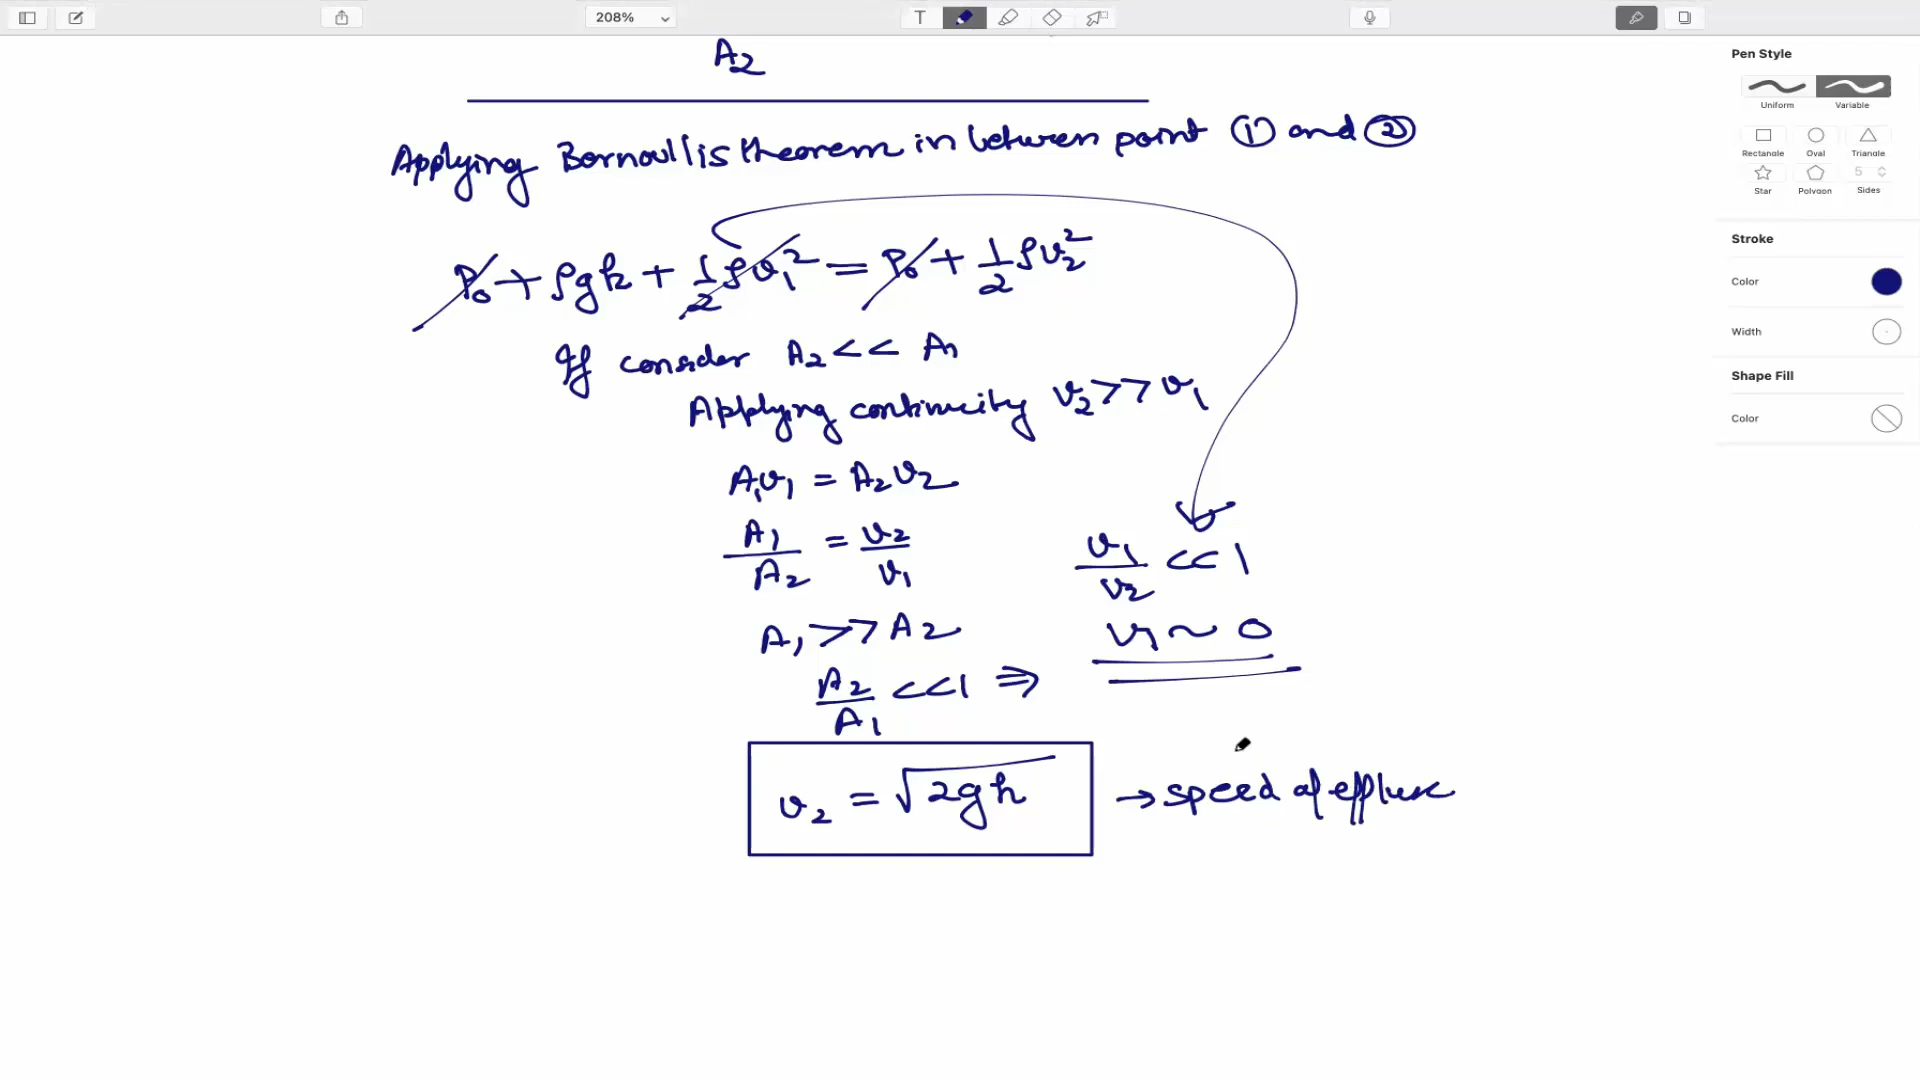 208%
T
A2
Applying Bernoullis theorem in between point ① and ②
P₀ + ρgh + 1/2 ρv₁² = P₀ + 1/2 ρv₂²
If consider A₂ << A₁
Applying continuity v₂ >> v₁
A₁v₁ = A₂v₂
A₁/A₂ = v₂/v₁
v₁/v₂ << 1
A₁ >> A₂
v₁ ~ 0
A₂/A₁ << 1 ⇒
v₂ = √2gh → speed of efflux
Pen Style
Uniform Variable
Rectangle Oval Triangle
5
Star Polygon Sides
Stroke
Color
Width
Shape Fill
Color